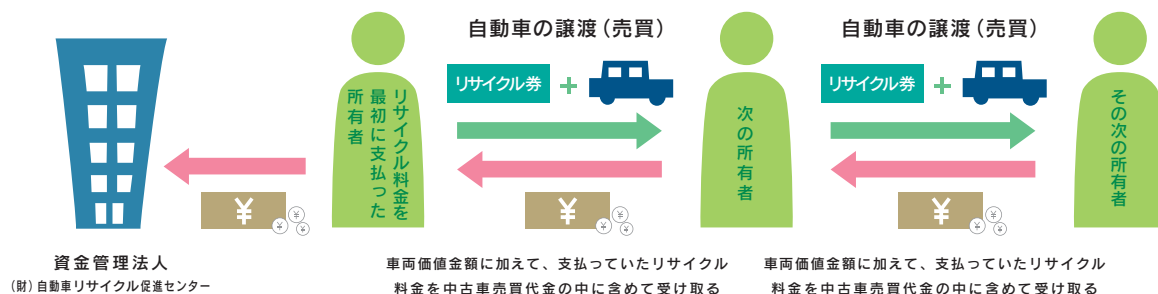 自動車の譲渡（売買）
自動車の譲渡（売買）
リサイクル券
+
リサイクル券
+
リサイクル料金を
最初に支払った
所有者
次の所有者
その次の所有者
¥
¥
¥
¥
¥
¥
¥
¥
¥
資金管理法人
（財）自動車リサイクル促進センター
車両価値金額に加えて、支払っていたリサイクル
料金を中古車売買代金の中に含めて受け取る
車両価値金額に加えて、支払っていたリサイクル
料金を中古車売買代金の中に含めて受け取る